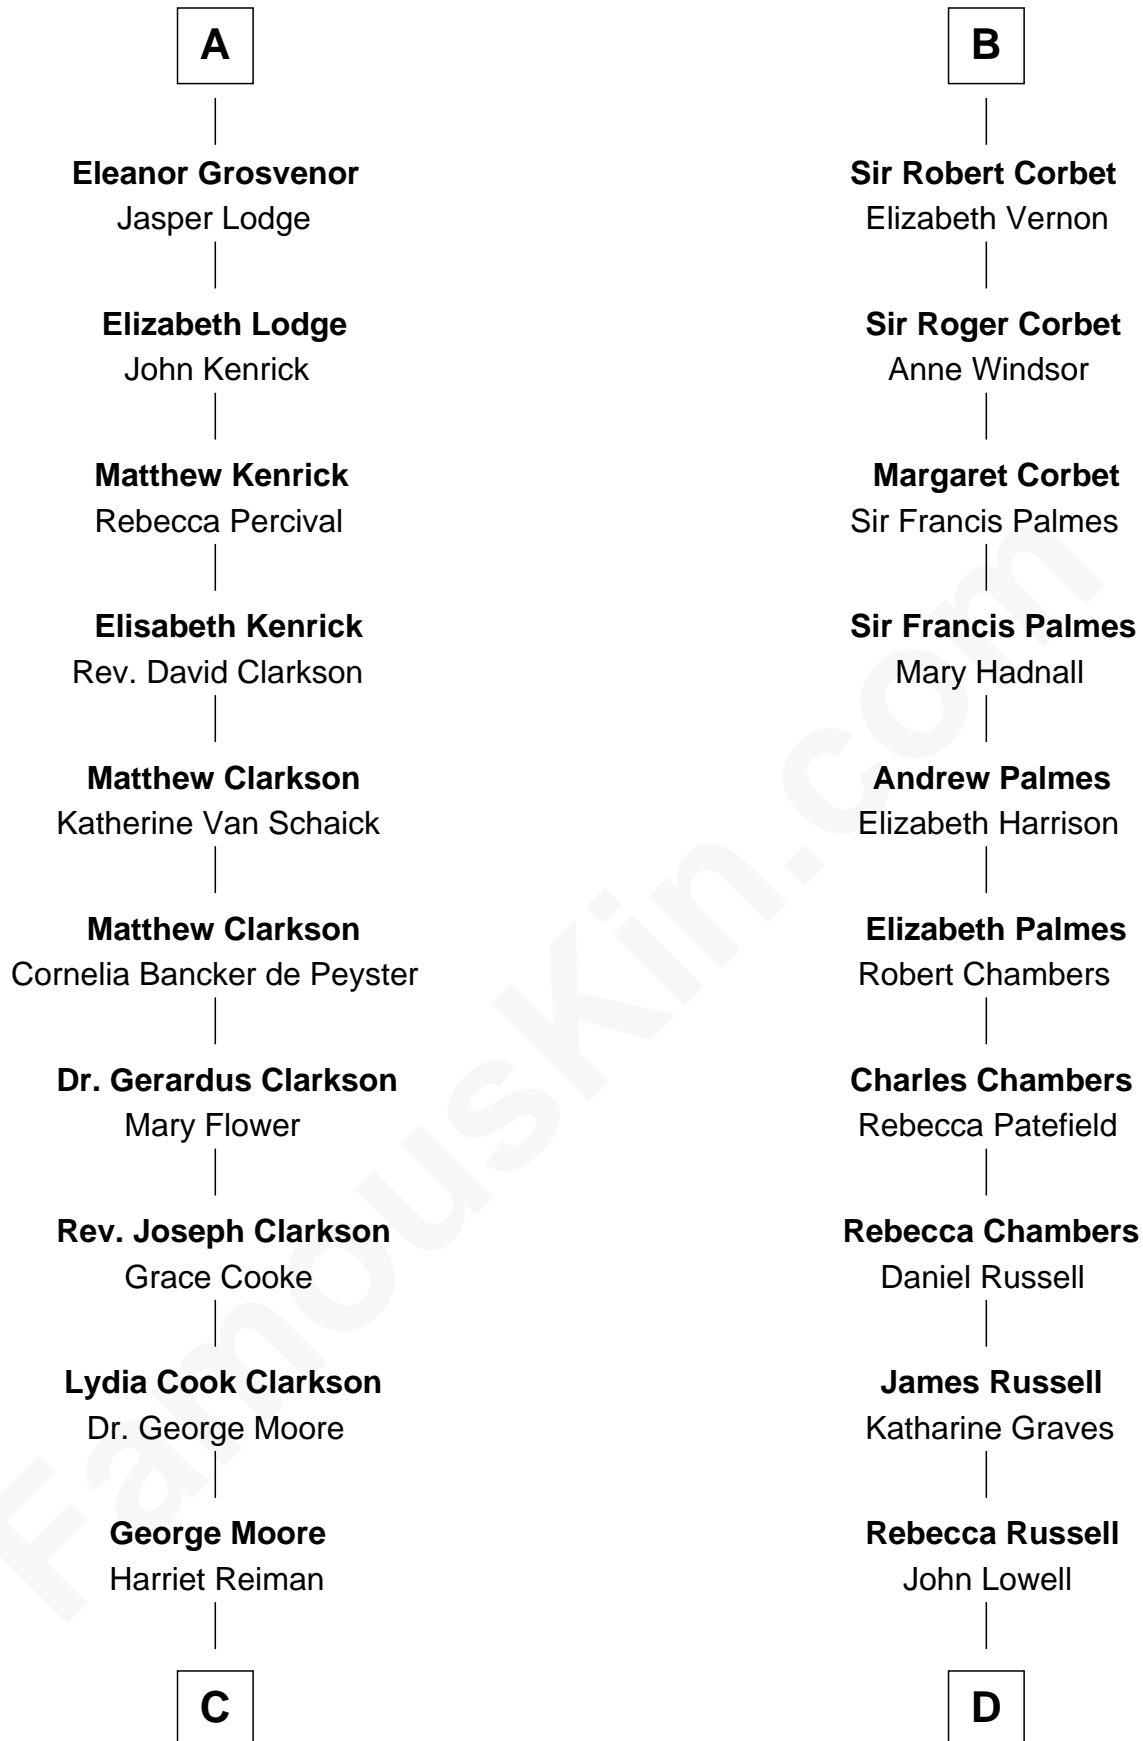 A
Eleanor Grosvenor
Jasper Lodge
Elizabeth Lodge
John Kenrick
Matthew Kenrick
Rebecca Percival
Elisabeth Kenrick
Rev. David Clarkson
Matthew Clarkson
Katherine Van Schaick
Matthew Clarkson
Cornelia Bancker de Peyster
Dr. Gerardus Clarkson
Mary Flower
Rev. Joseph Clarkson
Grace Cooke
Lydia Cook Clarkson
Dr. George Moore
George Moore
Harriet Reiman
C
B
Sir Robert Corbet
Elizabeth Vernon
Sir Roger Corbet
Anne Windsor
Margaret Corbet
Sir Francis Palmes
Sir Francis Palmes
Mary Hadnall
Andrew Palmes
Elizabeth Harrison
Elizabeth Palmes
Robert Chambers
Charles Chambers
Rebecca Patefield
Rebecca Chambers
Daniel Russell
James Russell
Katharine Graves
Rebecca Russell
John Lowell
D
FamousKin.com